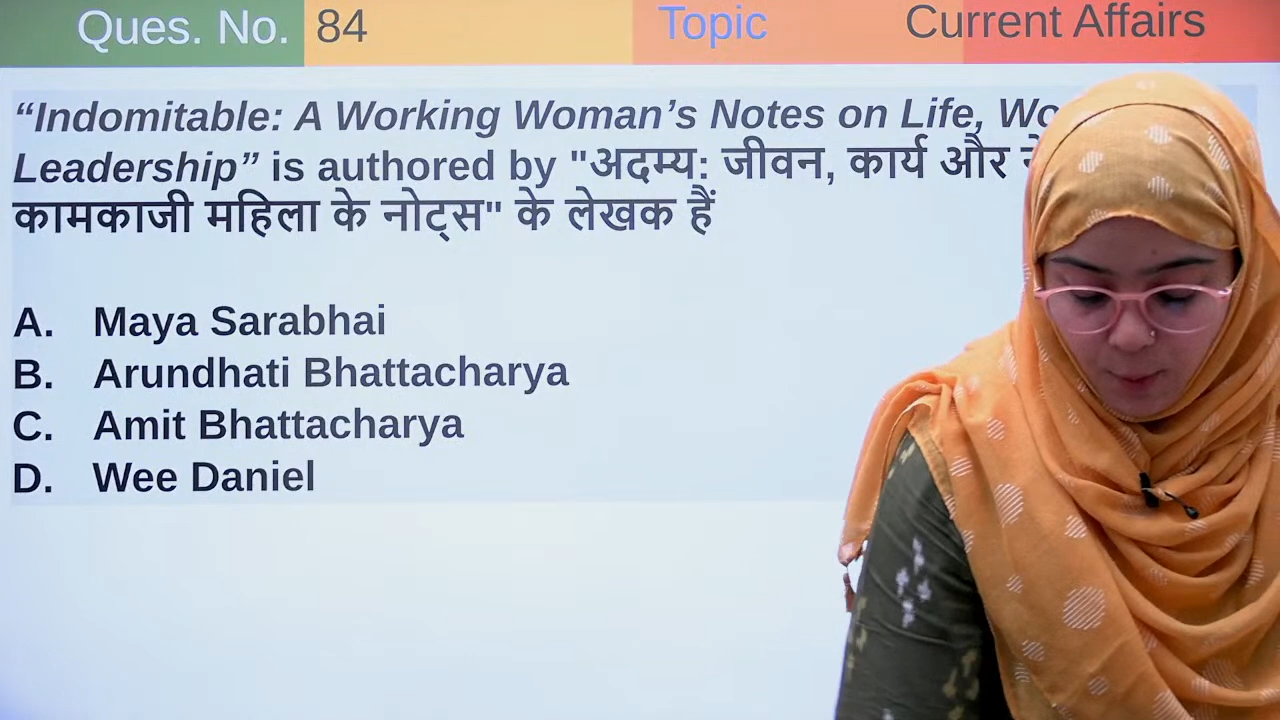 Ques. No. 84 Topic Current Affairs
“Indomitable: A Working Woman’s Notes on Life,
Leadership” is authored by "अदम्य: जीवन, कार्य और
कामकाजी महिला के नोट्स" के लेखक हैं
A. Maya Sarabhai
B. Arundhati Bhattacharya
C. Amit Bhattacharya
D. Wee Daniel